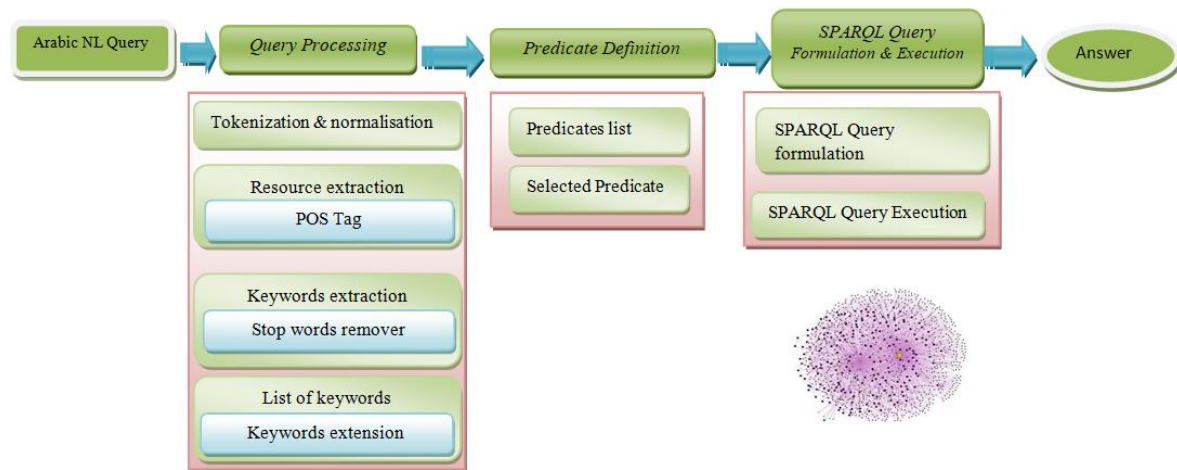 Arabic NL Query
Query Processing
Predicate Definition
SPARQL Query
Formulation & Execution
Answer
Tokenization & normalisation
Resource extraction
POS Tag
Keywords extraction
Stop words remover
List of keywords
Keywords extension
Predicates list
Selected Predicate
SPARQL Query
formulation
SPARQL Query Execution